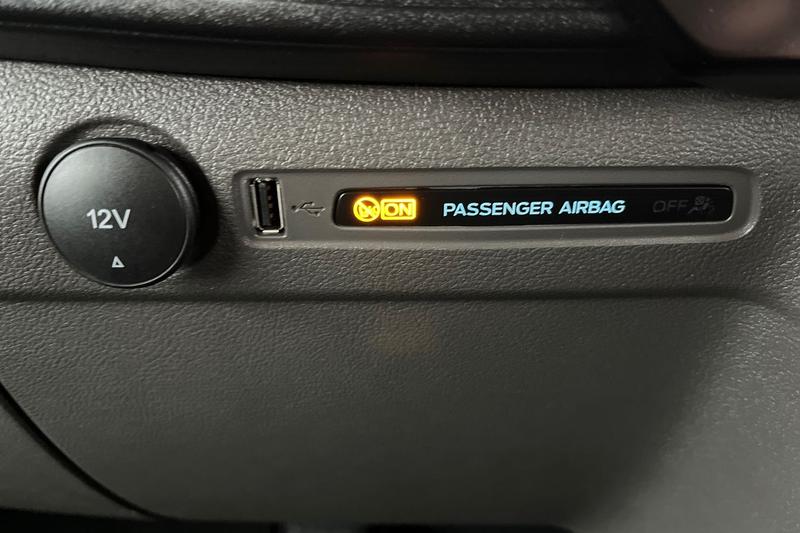 12V
ON PASSENGER AIRBAG OFF